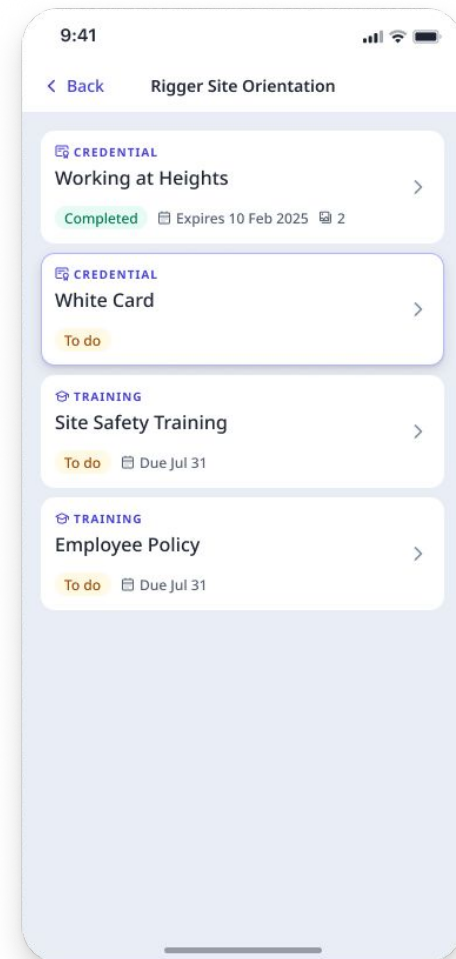 9:41
Back Rigger Site Orientation
CREDENTIAL
Working at Heights
Completed Expires 10 Feb 2025 2
CREDENTIAL
White Card
To do
TRAINING
Site Safety Training
To do Due Jul 31
TRAINING
Employee Policy
To do Due Jul 31